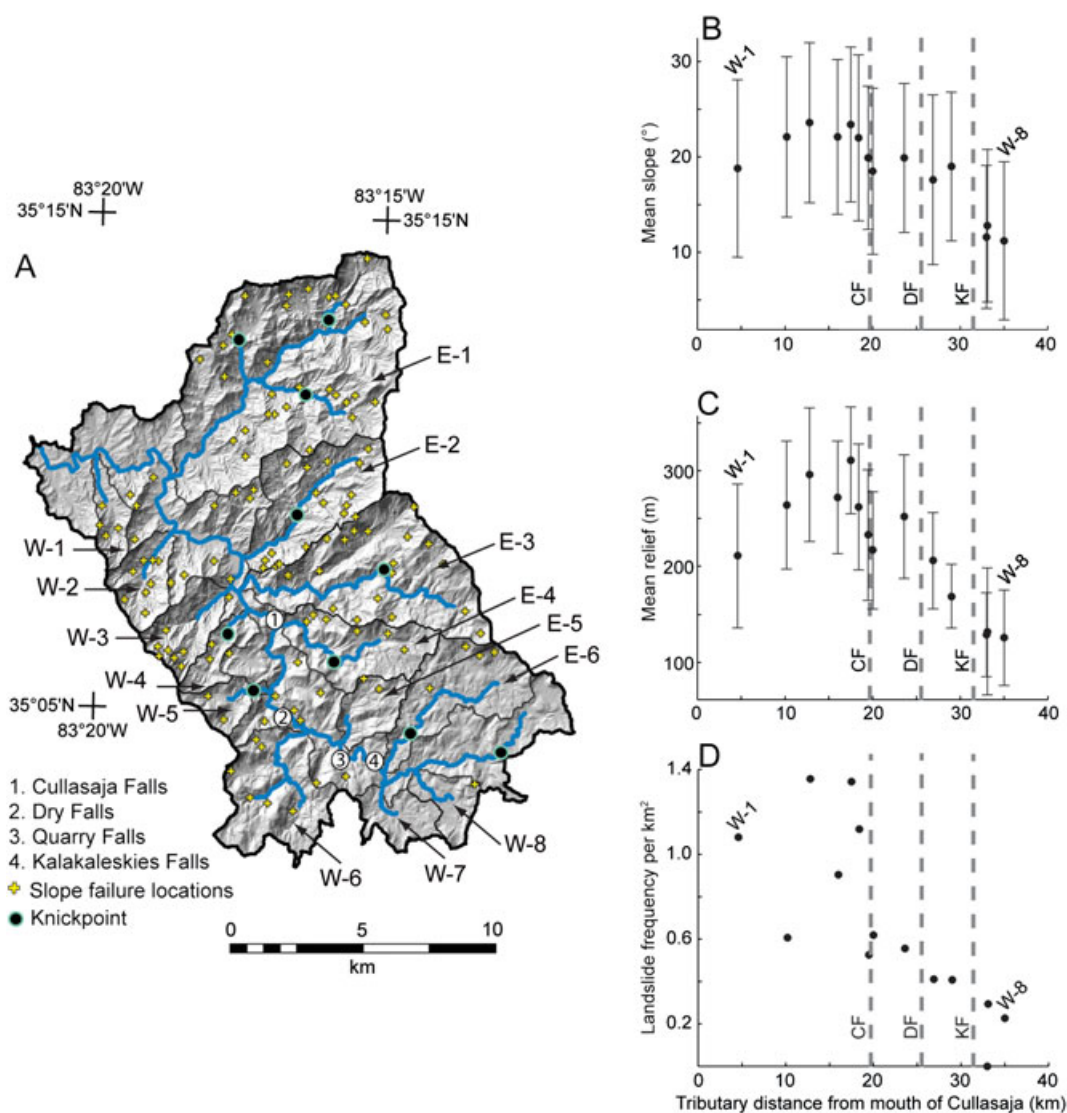 A
83°20'W
35°15'N
83°15'W
35°15'N
E-1
E-2
E-3
E-4
E-5
E-6
W-1
W-2
W-3
W-4
W-5
W-6
W-7
W-8
1
2
3
4
35°05'N
83°20'W
1. Cullasaja Falls
2. Dry Falls
3. Quarry Falls
4. Kalakaleskies Falls
Slope failure locations
Knickpoint
0 5 10
km
B
Mean slope (°)
30
20
10
W-1
W-8
CF
DF
KF
0 10 20 30 40
C
Mean relief (m)
300
200
100
W-1
W-8
CF
DF
KF
D
Landslide frequency per km²
1.4
1.0
0.6
0.2
W-1
W-8
CF
DF
KF
0 10 20 30 40
Tributary distance from mouth of Cullasaja (km)